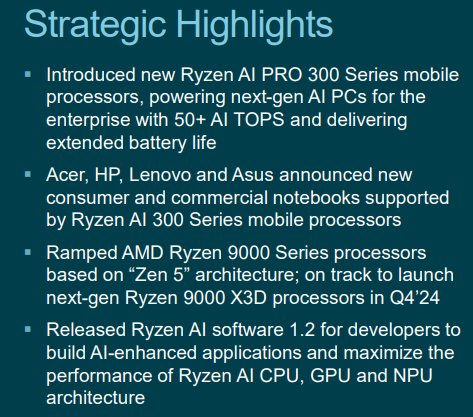 Strategic Highlights
▪ Introduced new Ryzen AI PRO 300 Series mobile
processors, powering next-gen AI PCs for the
enterprise with 50+ AI TOPS and delivering
extended battery life
▪ Acer, HP, Lenovo and Asus announced new
consumer and commercial notebooks supported
by Ryzen AI 300 Series mobile processors
▪ Ramped AMD Ryzen 9000 Series processors
based on “Zen 5” architecture; on track to launch
next-gen Ryzen 9000 X3D processors in Q4’24
▪ Released Ryzen AI software 1.2 for developers to
build AI-enhanced applications and maximize the
performance of Ryzen AI CPU, GPU and NPU
architecture